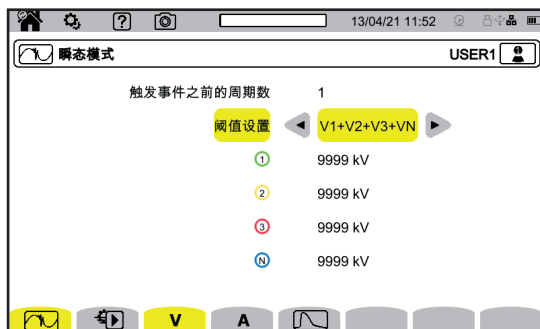 ? 13/04/21 11:52
瞬态模式 USER1
触发事件之前的周期数 1
阈值设置 V1+V2+V3+VN
1 9999 kV
2 9999 kV
3 9999 kV
N 9999 kV
V A